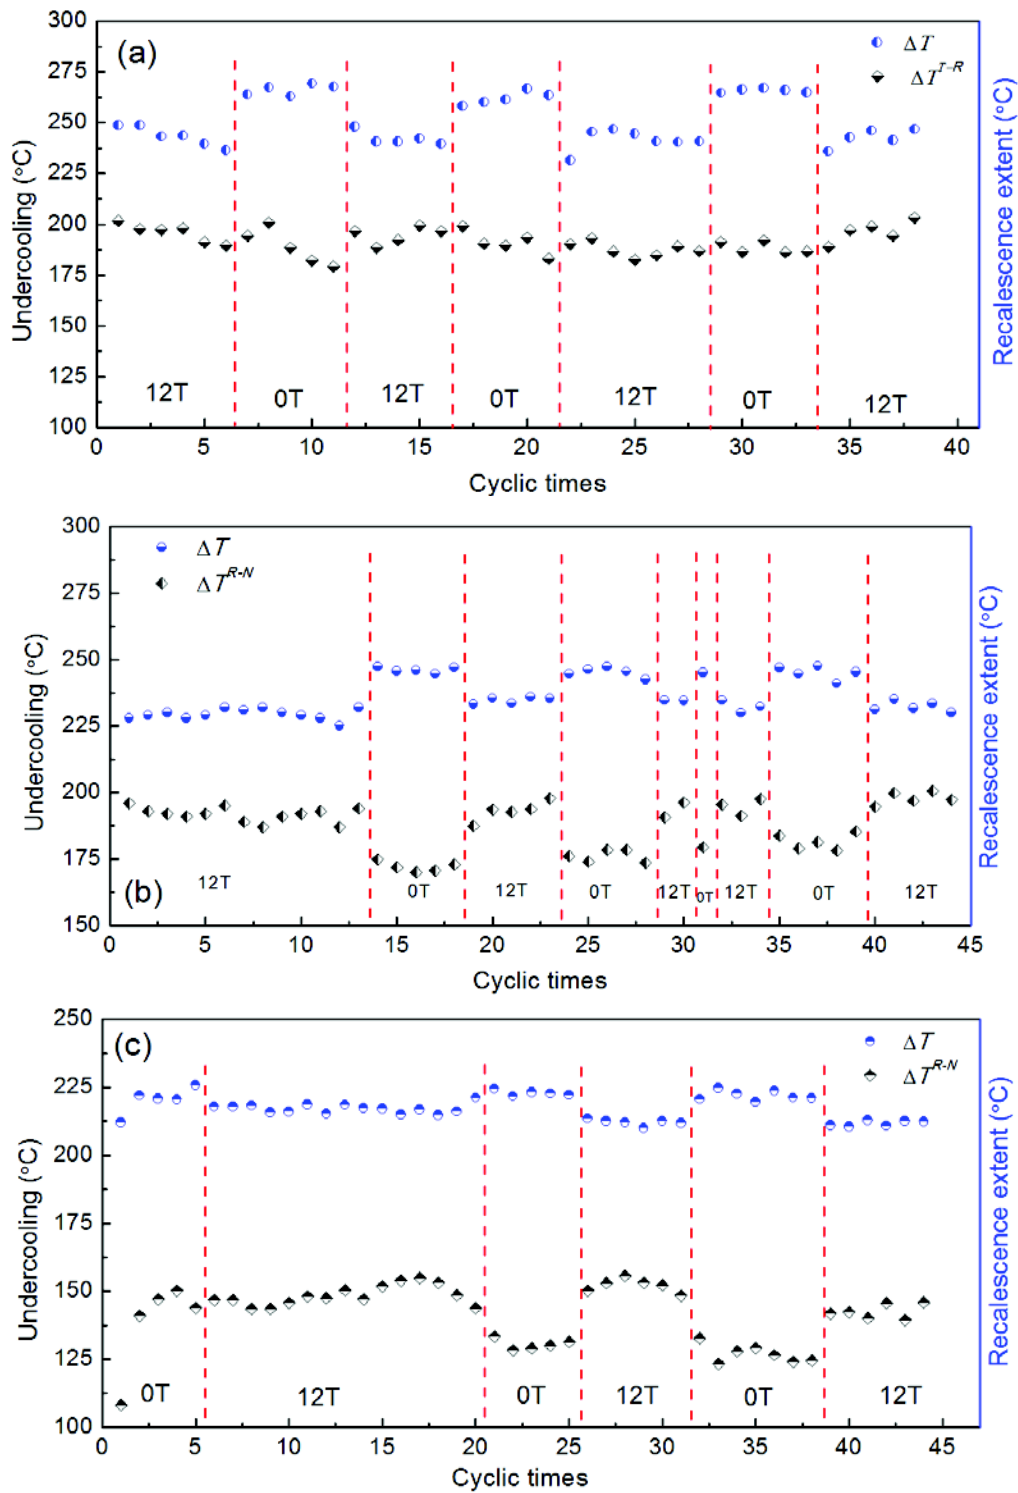 (a)
ΔT
ΔT^I-R
300
275
250
225
200
175
150
125
100
Undercooling (°C)
Recalescence extent (°C)
12T 0T 12T 0T 12T 0T 12T
0 5 10 15 20 25 30 35 40
Cyclic times
ΔT
ΔT^R-N
300
275
250
225
200
175
150
Undercooling (°C)
Recalescence extent (°C)
(b)
12T 0T 12T 0T 12T 0T 12T 0T 12T
0 5 10 15 20 25 30 35 40 45
Cyclic times
(c)
ΔT
ΔT^R-N
250
225
200
175
150
125
100
Undercooling (°C)
Recalescence extent (°C)
0T 12T 0T 12T 0T 12T
0 5 10 15 20 25 30 35 40 45
Cyclic times